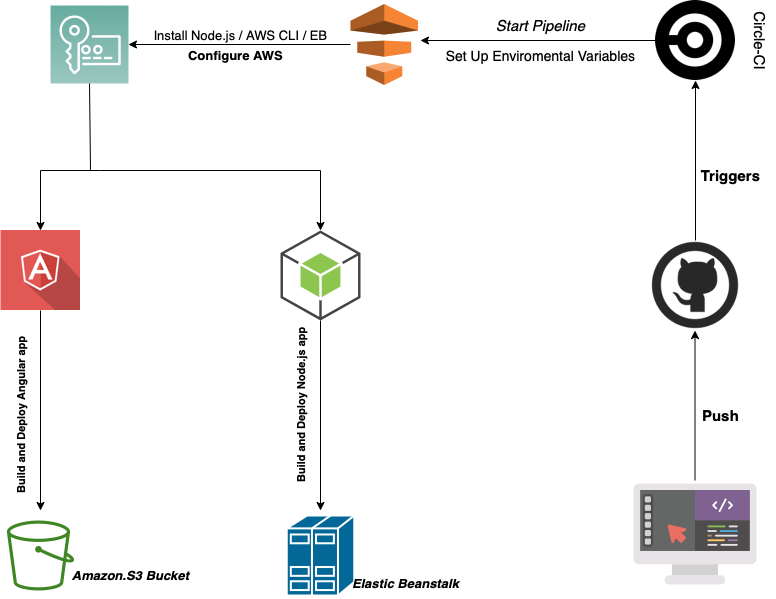 Install Node.js / AWS CLI / EB
Configure AWS
Start Pipeline
Set Up Enviromental Variables
Circle-CI
Triggers
Push
</>
Build and Deploy Angular app
Build and Deploy Node.js app
A
Amazon.S3 Bucket
Elastic Beanstalk